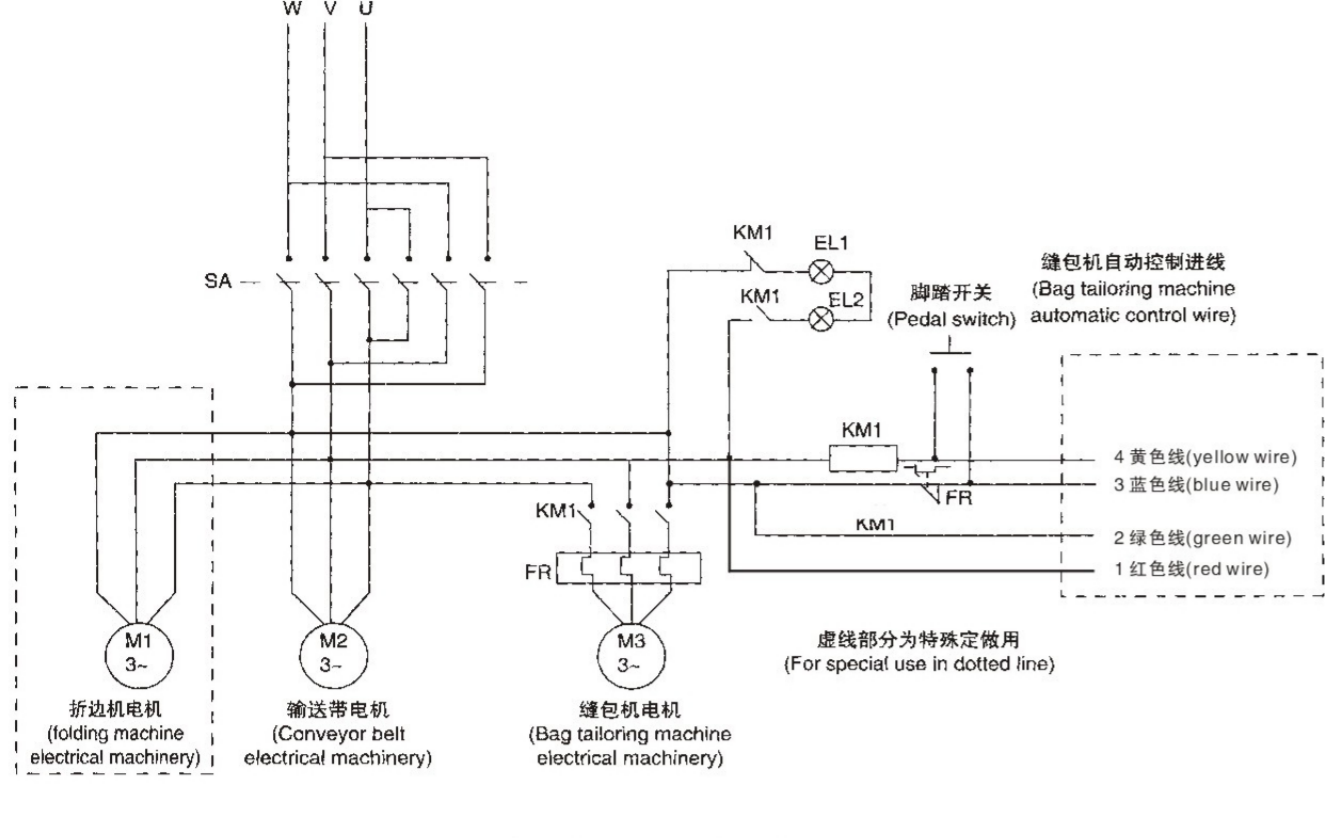 W V U
SA
KM1
EL1
KM1
EL2
脚踏开关
(Pedal switch)
缝包机自动控制进线
(Bag tailoring machine
automatic control wire)
KM1
4 黄色线(yellow wire)
3 蓝色线(blue wire)
FR
KM1
KM1
2 绿色线(green wire)
1 红色线(red wire)
FR
M1
3~
M2
3~
M3
3~
虚线部分为特殊定做用
(For special use in dotted line)
折边机电机
(folding machine
electrical machinery)
输送带电机
(Conveyor belt
electrical machinery)
缝包机电机
(Bag tailoring machine
electrical machinery)